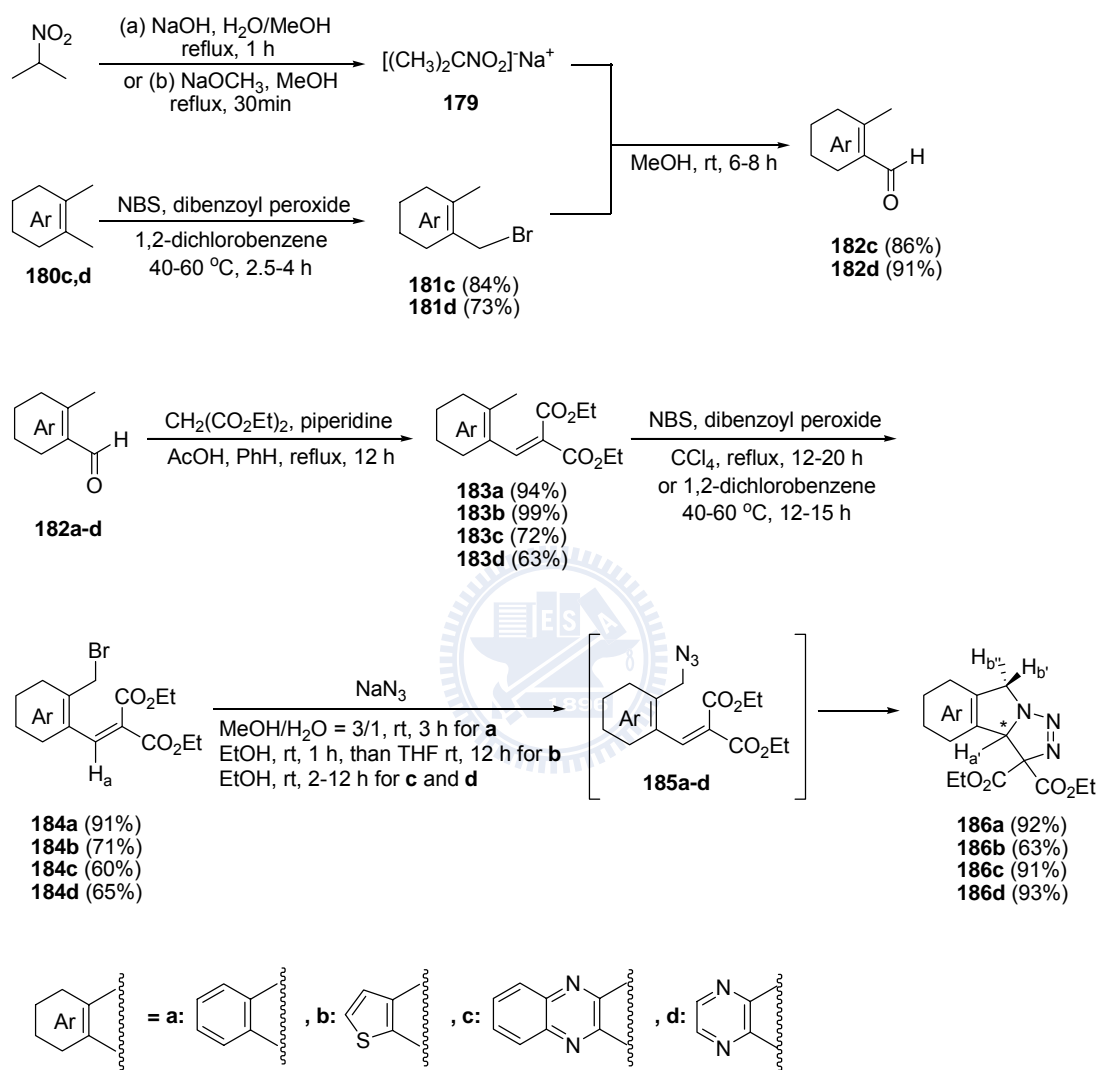 NO2
(a) NaOH, H2O/MeOH
reflux, 1 h
or (b) NaOCH3, MeOH
reflux, 30min
[(CH3)2CNO2]-Na+
179
MeOH, rt, 6-8 h
Ar
H
O
182c (86%)
182d (91%)
Ar
180c,d
NBS, dibenzoyl peroxide
1,2-dichlorobenzene
40-60 oC, 2.5-4 h
Ar
Br
181c (84%)
181d (73%)
Ar
H
O
182a-d
CH2(CO2Et)2, piperidine
AcOH, PhH, reflux, 12 h
Ar
CO2Et
CO2Et
183a (94%)
183b (99%)
183c (72%)
183d (63%)
NBS, dibenzoyl peroxide
CCl4, reflux, 12-20 h
or 1,2-dichlorobenzene
40-60 oC, 12-15 h
Br
Ar
CO2Et
CO2Et
Ha
184a (91%)
184b (71%)
184c (60%)
184d (65%)
NaN3
MeOH/H2O = 3/1, rt, 3 h for a
EtOH, rt, 1 h, than THF rt, 12 h for b
EtOH, rt, 2-12 h for c and d
N3
Ar
CO2Et
CO2Et
185a-d
Hb''
Hb'
Ar
N
N
N
*
Ha'
EtO2C
CO2Et
186a (92%)
186b (63%)
186c (91%)
186d (93%)
ESA
1896
Ar
= a:
, b:
S
, c:
N
N
, d:
N
N